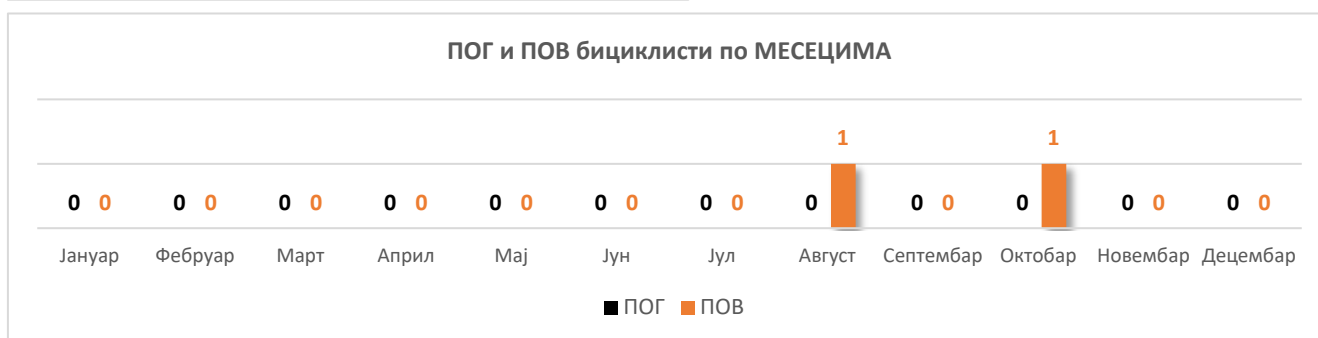 ПОГ и ПОВ бициклисти по МЕСЕЦИМА
1 1
0 0 0 0 0 0 0 0 0 0 0 0 0 0 0 0 0 0 0 0 0 0
Јануар Фебруар Март Април Мај Јун Јул Август Септембар Октобар Новембар Децембар
ПОГ ПОВ